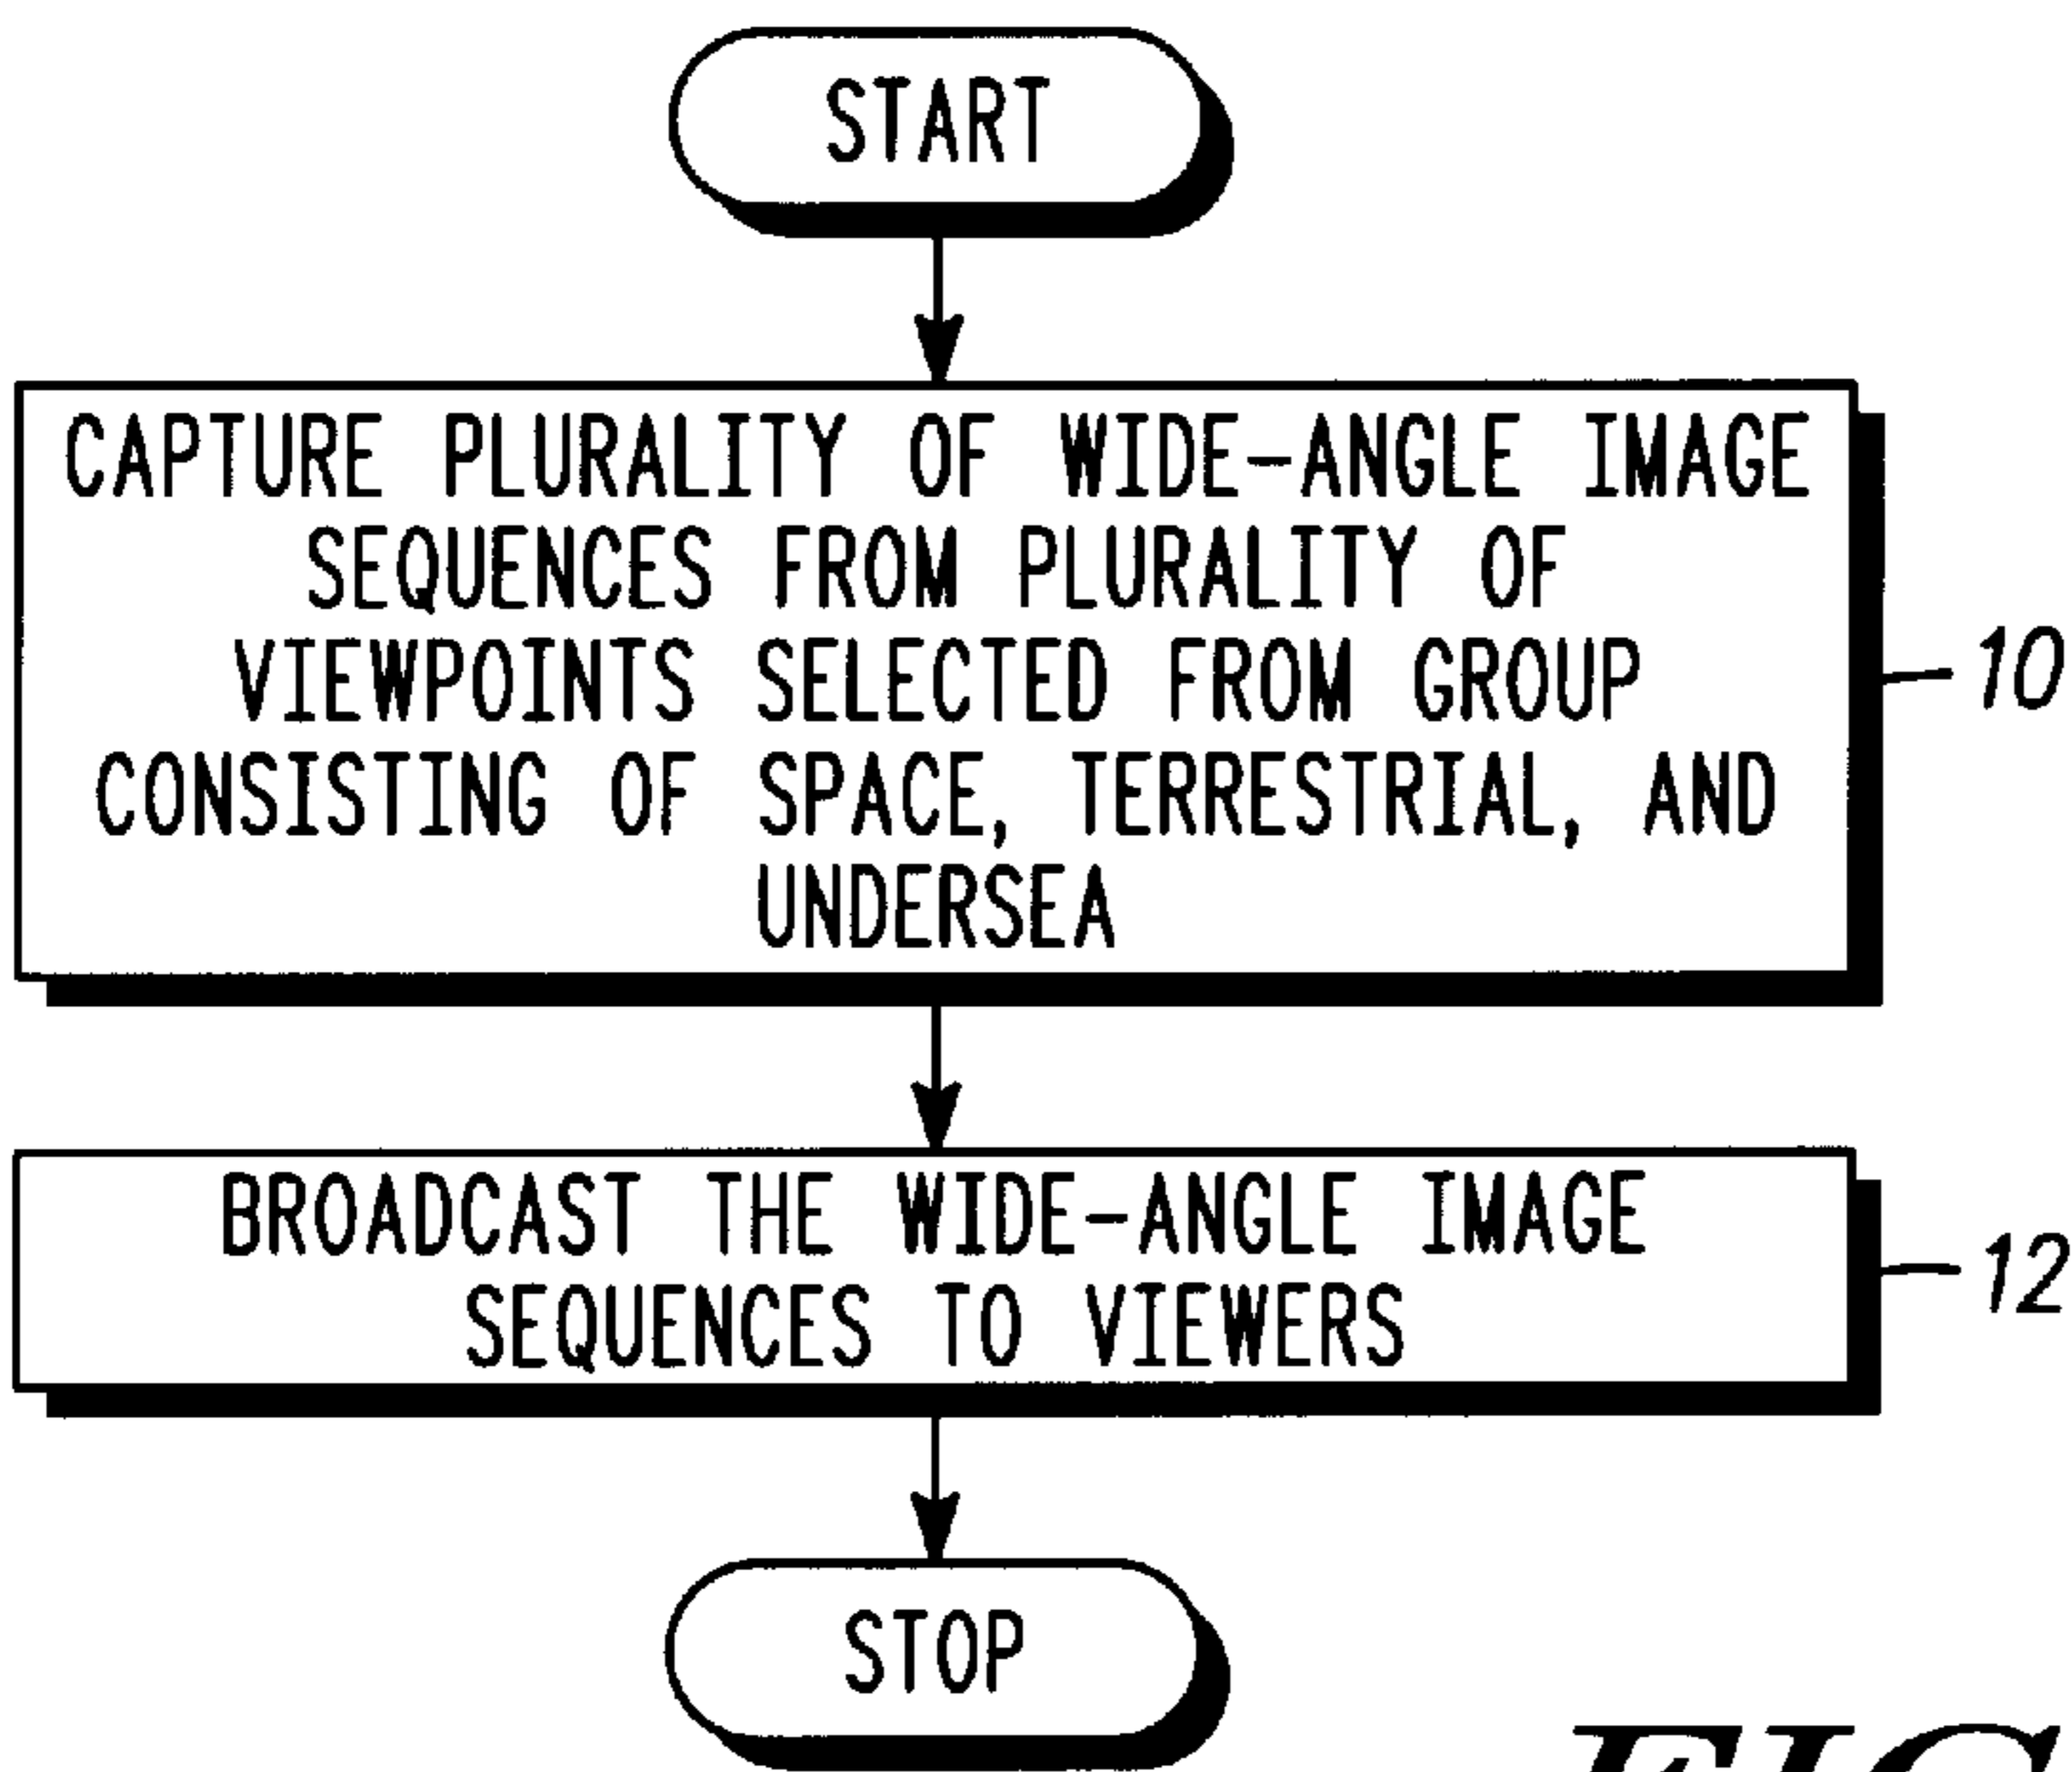 START
CAPTURE PLURALITY OF WIDE-ANGLE IMAGE
SEQUENCES FROM PLURALITY OF
VIEWPOINTS SELECTED FROM GROUP
CONSISTING OF SPACE, TERRESTRIAL, AND
UNDERSEA
10
BROADCAST THE WIDE-ANGLE IMAGE
SEQUENCES TO VIEWERS
12
STOP